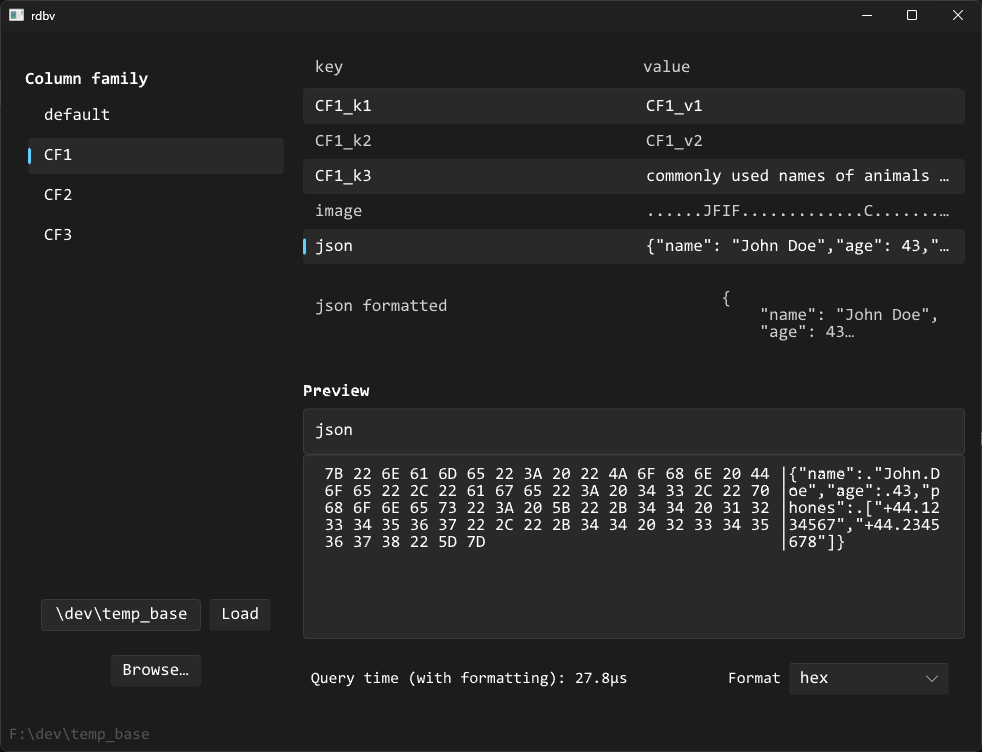 rdbv
Column family
default
CF1
CF2
CF3
key value
CF1_k1 CF1_v1
CF1_k2 CF1_v2
CF1_k3 commonly used names of animals …
image ......JFIF.............C.......…
json {"name": "John Doe","age": 43,"…
json formatted
{
"name": "John Doe",
"age": 43…
Preview
json
7B 22 6E 61 6D 65 22 3A 20 22 4A 6F 68 6E 20 44 |{"name":."John.D
6F 65 22 2C 22 61 67 65 22 3A 20 34 33 2C 22 70 |oe","age":.43,"p
68 6F 6E 65 73 22 3A 20 5B 22 2B 34 34 20 31 32 |hones":.["+44.12
33 34 35 36 37 22 2C 22 2B 34 34 20 32 33 34 35 |34567","+44.2345
36 37 38 22 5D 7D |678"]}
\dev\temp_base Load
Browse…
Query time (with formatting): 27.8µs Format hex
F:\dev\temp_base